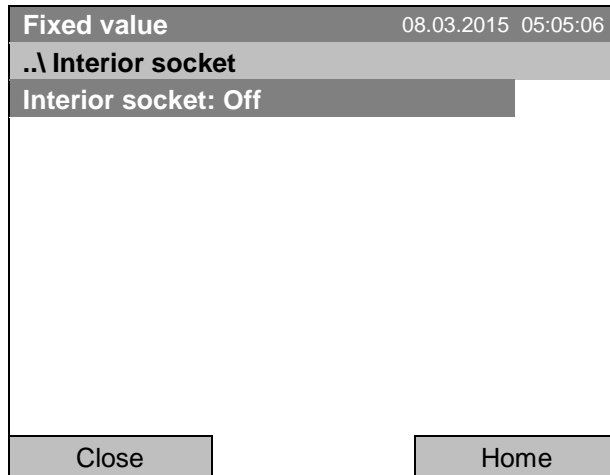 Fixed value 08.03.2015 05:05:06
..\ Interior socket
Interior socket: Off
Close Home